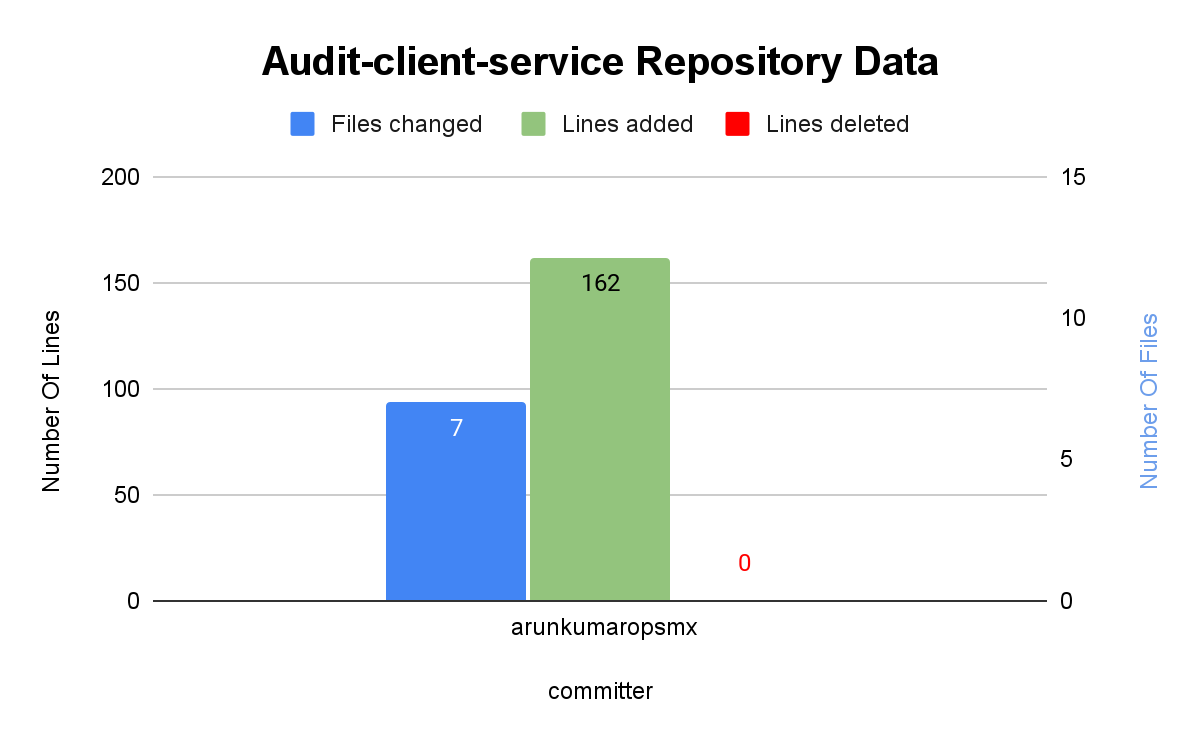 Audit-client-service Repository Data
Files changed
Lines added
Lines deleted
200
150
100
50
0
Number Of Lines
15
10
5
0
Number Of Files
7
162
0
arunkumaropsmx
committer